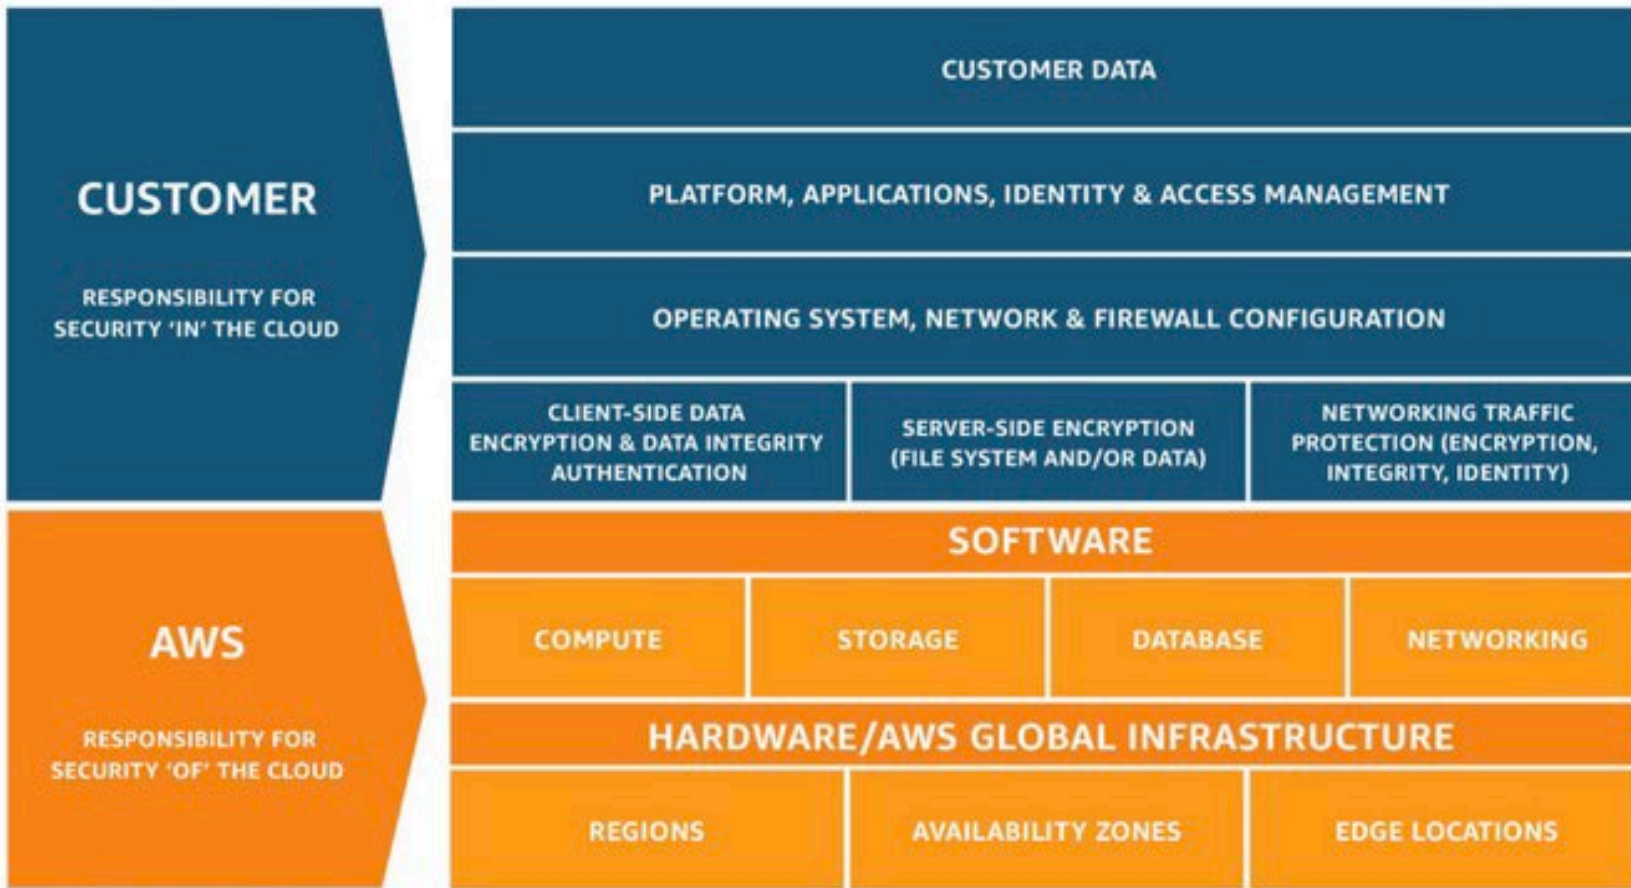 CUSTOMER
RESPONSIBILITY FOR
SECURITY ‘IN’ THE CLOUD
CUSTOMER DATA
PLATFORM, APPLICATIONS, IDENTITY & ACCESS MANAGEMENT
OPERATING SYSTEM, NETWORK & FIREWALL CONFIGURATION
CLIENT-SIDE DATA
ENCRYPTION & DATA INTEGRITY
AUTHENTICATION
SERVER-SIDE ENCRYPTION
(FILE SYSTEM AND/OR DATA)
NETWORKING TRAFFIC
PROTECTION (ENCRYPTION,
INTEGRITY, IDENTITY)
AWS
RESPONSIBILITY FOR
SECURITY ‘OF’ THE CLOUD
SOFTWARE
COMPUTE
STORAGE
DATABASE
NETWORKING
HARDWARE/AWS GLOBAL INFRASTRUCTURE
REGIONS
AVAILABILITY ZONES
EDGE LOCATIONS